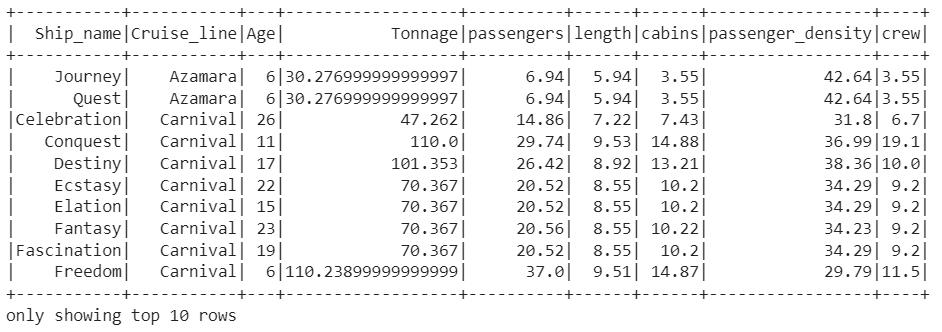 +-----------+-----------+---+------------------+----------+------+------+-----------------+----+
|  Ship_name|Cruise_line|Age|           Tonnage|passengers|length|cabins|passenger_density|crew|
+-----------+-----------+---+------------------+----------+------+------+-----------------+----+
|    Journey|    Azamara|  6|30.276999999999997|      6.94|  5.94|  3.55|            42.64|3.55|
|      Quest|    Azamara|  6|30.276999999999997|      6.94|  5.94|  3.55|            42.64|3.55|
|Celebration|   Carnival| 26|            47.262|     14.86|  7.22|  7.43|             31.8| 6.7|
|   Conquest|   Carnival| 11|             110.0|     29.74|  9.53| 14.88|            36.99|19.1|
|    Destiny|   Carnival| 17|           101.353|     26.42|  8.92| 13.21|            38.36|10.0|
|    Ecstasy|   Carnival| 22|            70.367|     20.52|  8.55|  10.2|            34.29| 9.2|
|    Elation|   Carnival| 15|            70.367|     20.52|  8.55|  10.2|            34.29| 9.2|
|    Fantasy|   Carnival| 23|            70.367|     20.56|  8.55| 10.22|            34.23| 9.2|
|Fascination|   Carnival| 19|            70.367|     20.52|  8.55|  10.2|            34.29| 9.2|
|    Freedom|   Carnival|  6|110.23899999999999|      37.0|  9.51| 14.87|            29.79|11.5|
+-----------+-----------+---+------------------+----------+------+------+-----------------+----+
only showing top 10 rows